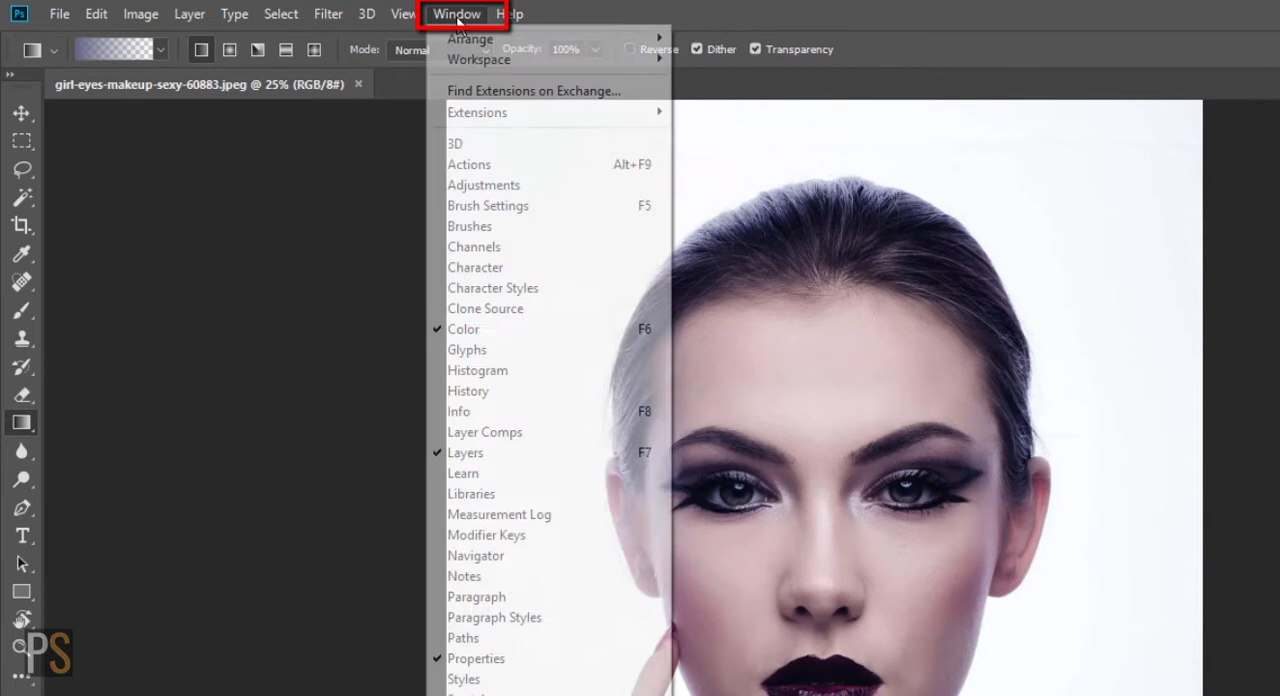 Ps File Edit Image Layer Type Select Filter 3D View Window Help
Mode: Normal Opacity: 100% Reverse Dither Transparency
girl-eyes-makeup-sexy-60883.jpeg @ 25% (RGB/8#) ×
Arrange
Workspace
Find Extensions on Exchange...
Extensions
3D
Actions Alt+F9
Adjustments
Brush Settings F5
Brushes
Channels
Character
Character Styles
Clone Source
Color F6
Glyphs
Histogram
History
Info F8
Layer Comps
Layers F7
Learn
Libraries
Measurement Log
Modifier Keys
Navigator
Notes
Paragraph
Paragraph Styles
Paths
Properties
Styles
PS